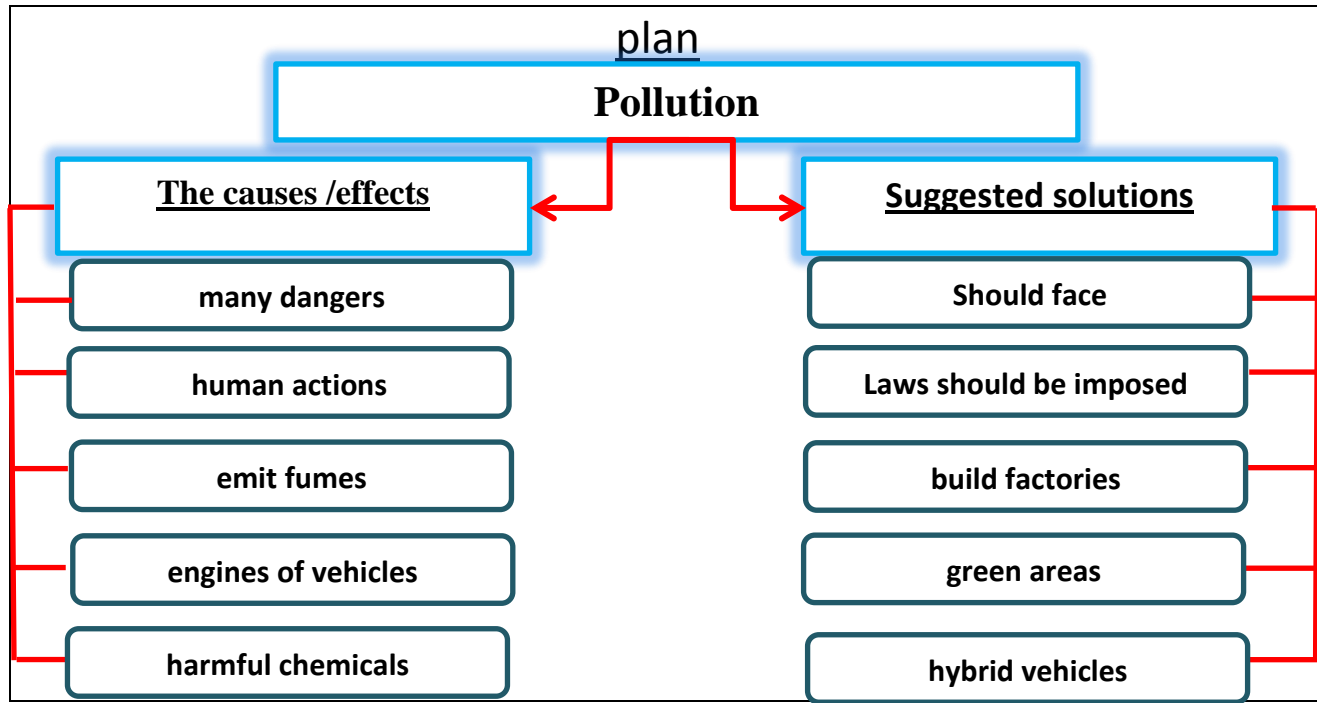 plan
Pollution
The causes /effects
many dangers
human actions
emit fumes
engines of vehicles
harmful chemicals
Suggested solutions
Should face
Laws should be imposed
build factories
green areas
hybrid vehicles